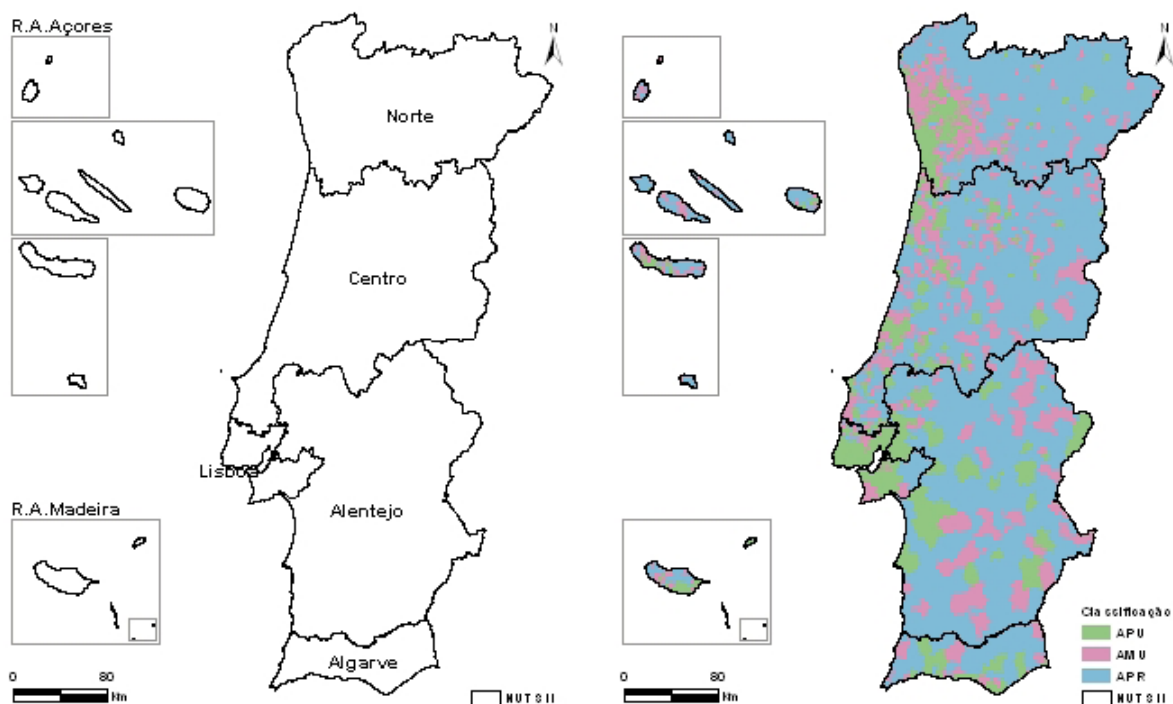 R.A.Açores
N
Norte
Centro
Lisboa
Alentejo
R.A.Madeira
Algarve
0 80
Km
NUTS II
N
Classificação
APU
AMU
APR
0 80
Km
NUTS II